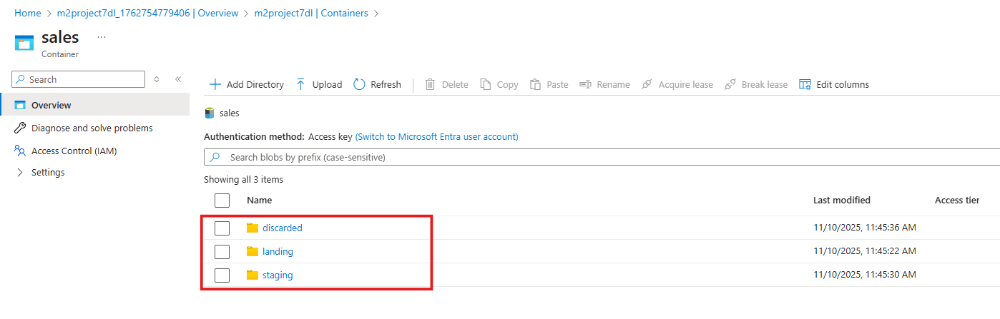 Home > m2project7dl_1762754779406 | Overview > m2project7dl | Containers >
sales ...
Container
Search
Overview
Diagnose and solve problems
Access Control (IAM)
Settings
Add Directory Upload Refresh Delete Copy Paste Rename Acquire lease Break lease Edit columns
sales
Authentication method: Access key (Switch to Microsoft Entra user account)
Search blobs by prefix (case-sensitive)
Showing all 3 items
Name Last modified Access tier
discarded 11/10/2025, 11:45:36 AM
landing 11/10/2025, 11:45:22 AM
staging 11/10/2025, 11:45:30 AM